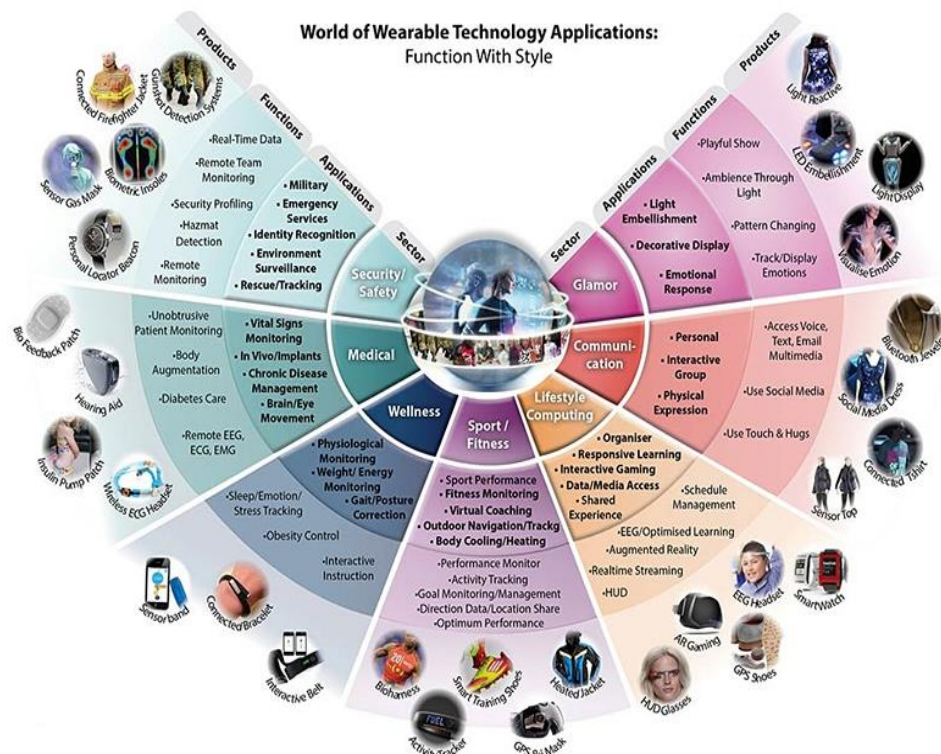 World of Wearable Technology Applications:
Function With Style
Products
Functions
Applications
Sector
Connected Firefighter Jacket
Gunshot Detection Systems
Sensor Gas Mask
Biometric Insoles
Personal Locator Beacon
•Real-Time Data
•Remote Team
Monitoring
•Security Profiling
•Hazmat
Detection
•Remote
Monitoring
• Military
• Emergency
Services
• Identity Recognition
• Environment
Surveillance
• Rescue/Tracking
Security/
Safety
Bio Feedback Patch
Hearing Aid
Insulin Pump Patch
Wireless ECG Headset
•Unobtrusive
Patient Monitoring
•Body
Augmentation
•Diabetes Care
•Remote EEG,
ECG, EMG
• Vital Signs
Monitoring
• In Vivo/Implants
• Chronic Disease
Management
• Brain/Eye
Movement
Medical
Wellness
• Physiological
Monitoring
• Weight/ Energy
Monitoring
• Gait/Posture
Correction
•Sleep/Emotion/
Stress Tracking
•Obesity Control
•Interactive
Instruction
Sensorband
Connected Bracelet
Interactive Belt
Sport /
Fitness
• Sport Performance
• Fitness Monitoring
• Virtual Coaching
• Outdoor Navigation/Trackg
• Body Cooling/Heating
•Performance Monitor
•Activity Tracking
•Goal Monitoring/Management
•Direction Data/Location Share
•Optimum Performance
Bioharness
Smart Training Shoes
Heated Jacket
Activity Tracker
GPS Ski Mask
Lifestyle
Computing
• Organiser
• Responsive Learning
• Interactive Gaming
• Data/Media Access
• Shared
Experience
•Schedule
Management
•EEG/Optimised Learning
•Augmented Reality
•Realtime Streaming
•HUD
EEG Headset
SmartWatch
AR Gaming
GPS Shoes
HUD Glasses
Communi-
cation
• Personal
• Interactive
Group
• Physical
Expression
•Access Voice,
Text, Email
Multimedia
•Use Social Media
•Use Touch & Hugs
Bluetooth Jewels
Social Media Dress
Connected Tshirt
Sensor Top
Sector
Applications
Functions
Products
Glamor
• Light
Embellishment
• Decorative Display
• Emotional
Response
•Playful Show
•Ambience Through
Light
•Pattern Changing
•Track/Display
Emotions
Light Reactive
LED Embellishment
Light Display
Visualise Emotion